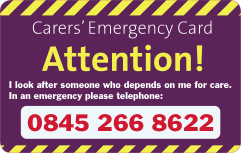 Carers' Emergency Card
Attention!
I look after someone who depends on me for care.
In an emergency please telephone:
0845 266 8622